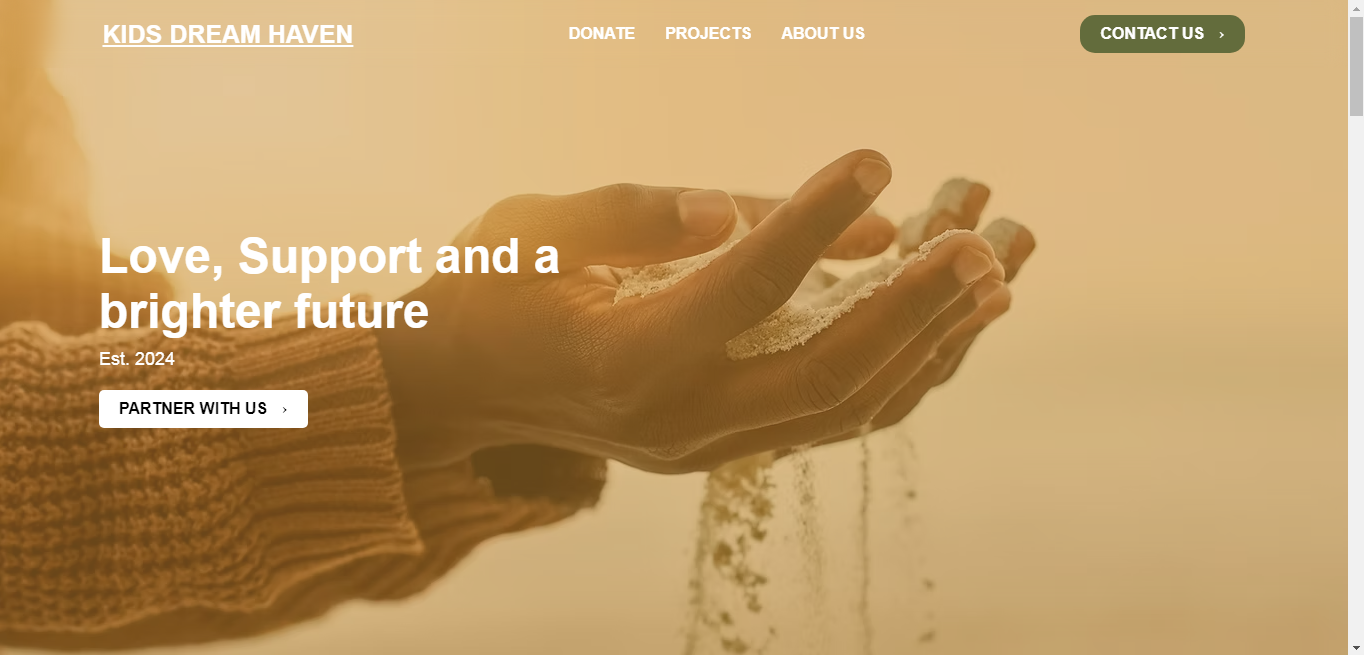 KIDS DREAM HAVEN
DONATE
PROJECTS
ABOUT US
CONTACT US ›
Love, Support and a
brighter future
Est. 2024
PARTNER WITH US ›